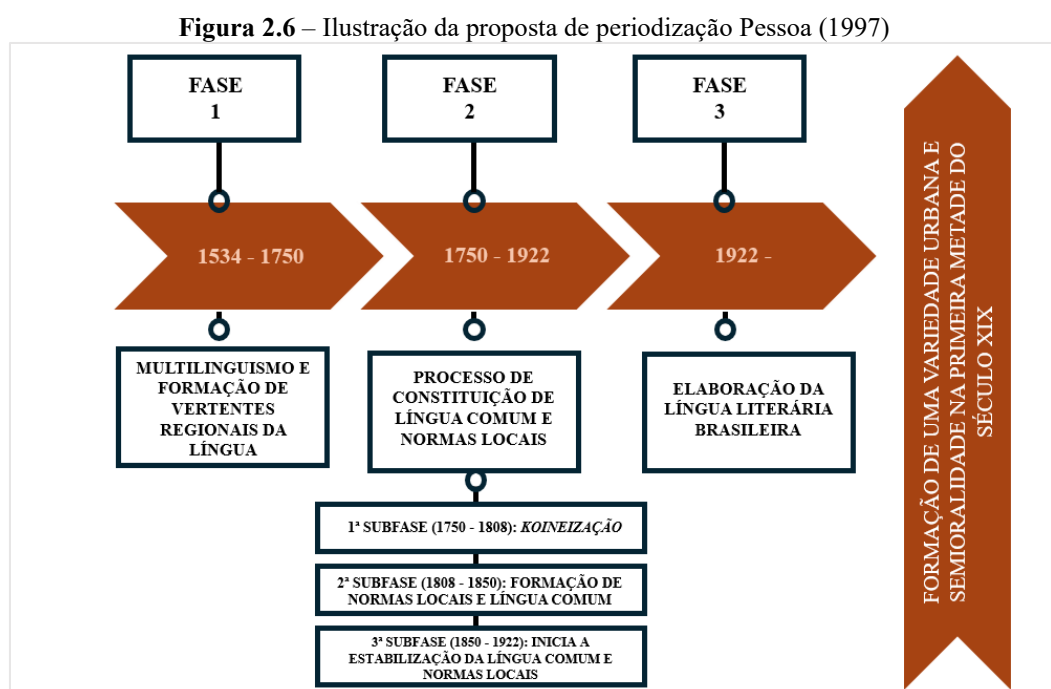 Figura 2.6 – Ilustração da proposta de periodização Pessoa (1997)
FASE
1
FASE
2
FASE
3
1534 - 1750
1750 - 1922
1922 -
MULTILINGUISMO E
FORMAÇÃO DE
VERTENTES
REGIONAIS DA
LÍNGUA
PROCESSO DE
CONSTITUIÇÃO DE
LÍNGUA COMUM E
NORMAS LOCAIS
ELABORAÇÃO DA
LÍNGUA LITERÁRIA
BRASILEIRA
1ª SUBFASE (1750 - 1808): KOINEIZAÇÃO
2ª SUBFASE (1808 - 1850): FORMAÇÃO DE
NORMAS LOCAIS E LÍNGUA COMUM
3ª SUBFASE (1850 - 1922): INICIA A
ESTABILIZAÇÃO DA LÍNGUA COMUM E
NORMAS LOCAIS
FORMAÇÃO DE UMA VARIEDADE URBANA E
SEMIORALIDADE NA PRIMEIRA METADE DO
SÉCULO XIX